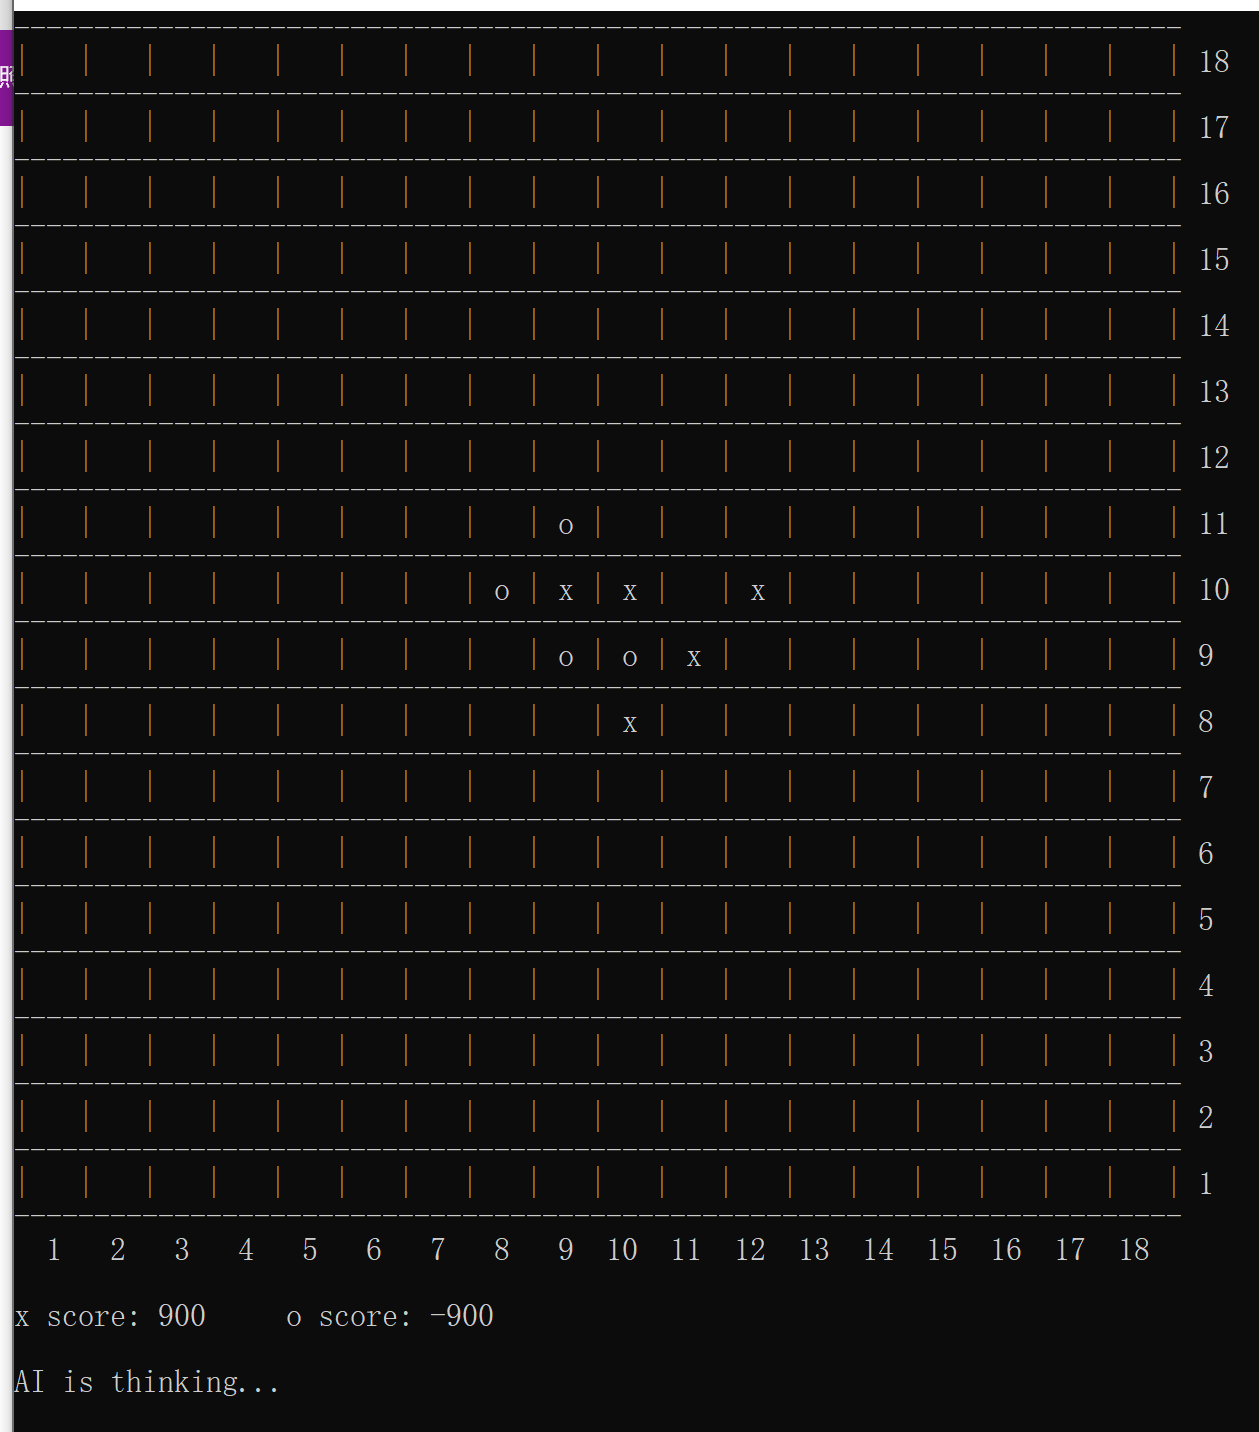 18
照
17
16
15
14
13
12
o 11
o x x x 10
o o x 9
x 8
7
6
5
4
3
2
1
1 2 3 4 5 6 7 8 9 10 11 12 13 14 15 16 17 18
x score: 900 o score: -900
AI is thinking...